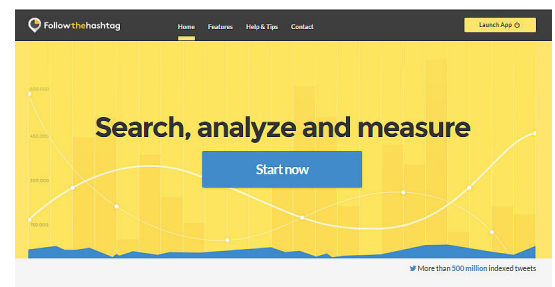 Followthehashtag
Home Features Help & Tips Contact
Launch App
Search, analyze and measure
Start now
More than 500 million indexed tweets